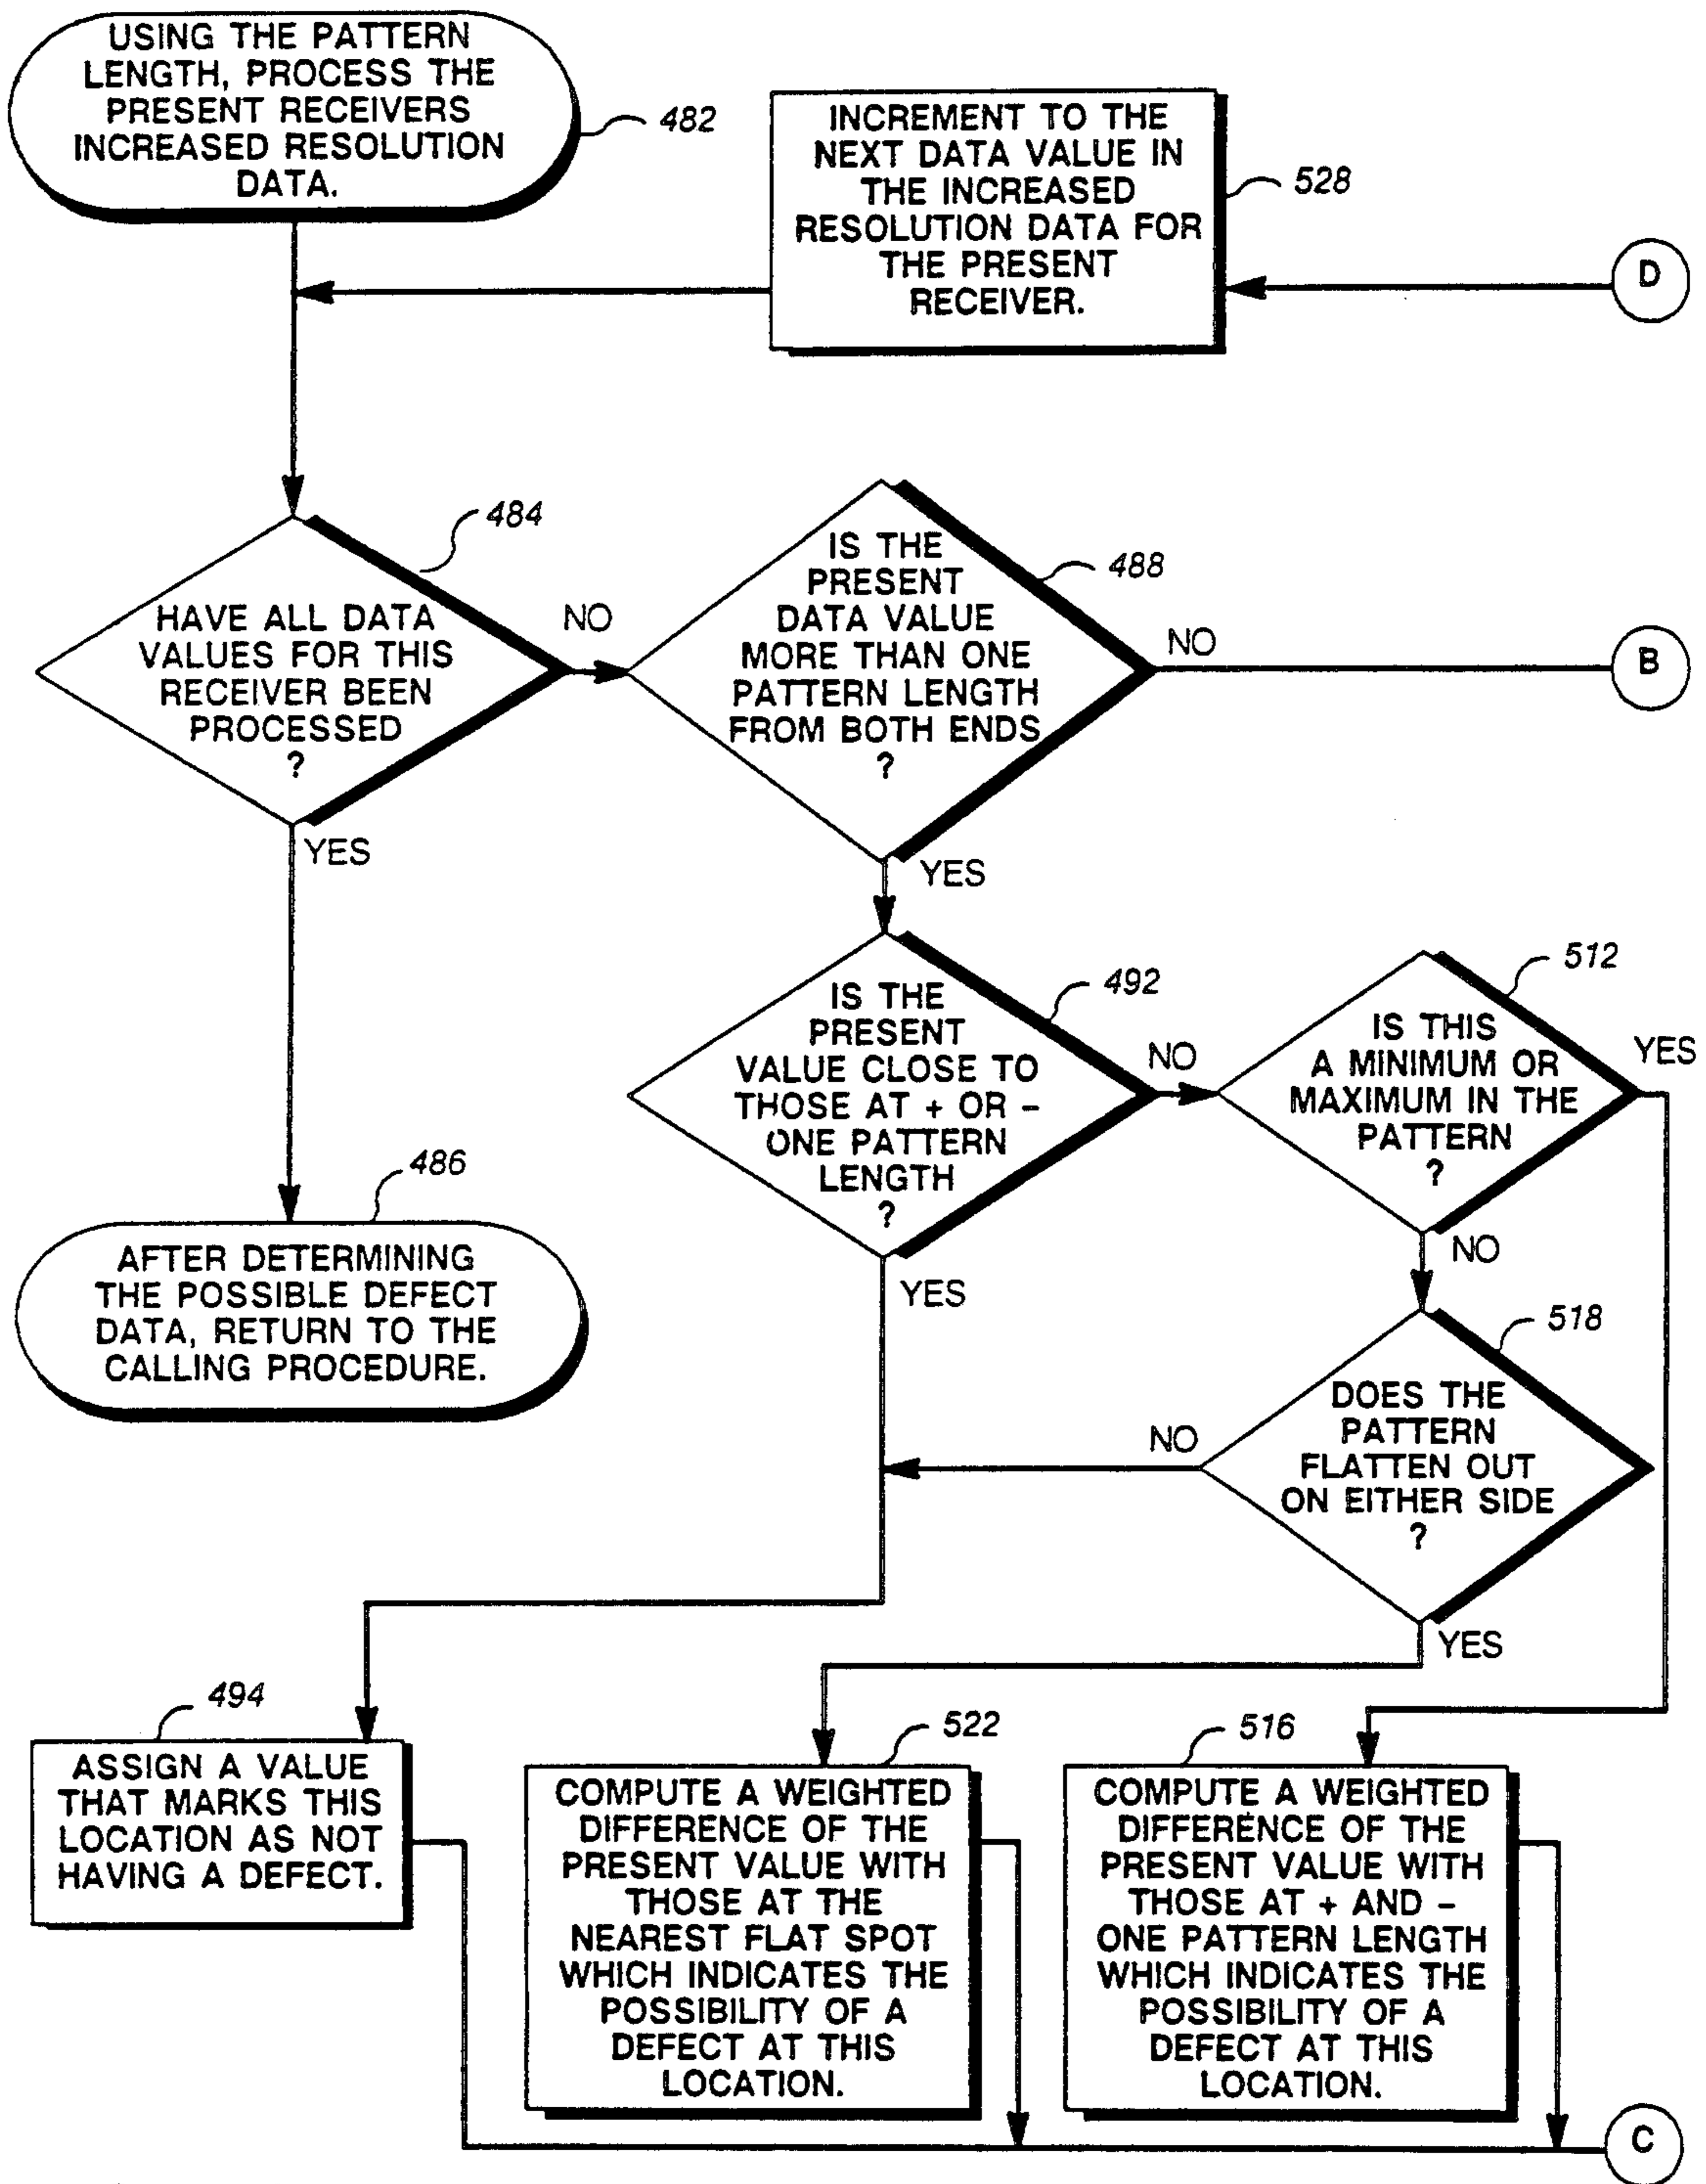 USING THE PATTERN
LENGTH, PROCESS THE
PRESENT RECEIVERS
INCREASED RESOLUTION
DATA.
482
INCREMENT TO THE
NEXT DATA VALUE IN
THE INCREASED
RESOLUTION DATA FOR
THE PRESENT
RECEIVER.
528
D
484
HAVE ALL DATA
VALUES FOR THIS
RECEIVER BEEN
PROCESSED
?
NO
YES
IS THE
PRESENT
DATA VALUE
MORE THAN ONE
PATTERN LENGTH
FROM BOTH ENDS
?
488
NO
B
YES
IS THE
PRESENT
VALUE CLOSE TO
THOSE AT + OR -
ONE PATTERN
LENGTH
?
492
NO
YES
512
IS THIS
A MINIMUM OR
MAXIMUM IN THE
PATTERN
?
YES
NO
486
AFTER DETERMINING
THE POSSIBLE DEFECT
DATA, RETURN TO THE
CALLING PROCEDURE.
518
DOES THE
PATTERN
FLATTEN OUT
ON EITHER SIDE
?
NO
YES
494
ASSIGN A VALUE
THAT MARKS THIS
LOCATION AS NOT
HAVING A DEFECT.
522
COMPUTE A WEIGHTED
DIFFERENCE OF THE
PRESENT VALUE WITH
THOSE AT THE
NEAREST FLAT SPOT
WHICH INDICATES THE
POSSIBILITY OF A
DEFECT AT THIS
LOCATION.
516
COMPUTE A WEIGHTED
DIFFERENCE OF THE
PRESENT VALUE WITH
THOSE AT + AND -
ONE PATTERN LENGTH
WHICH INDICATES THE
POSSIBILITY OF A
DEFECT AT THIS
LOCATION.
C